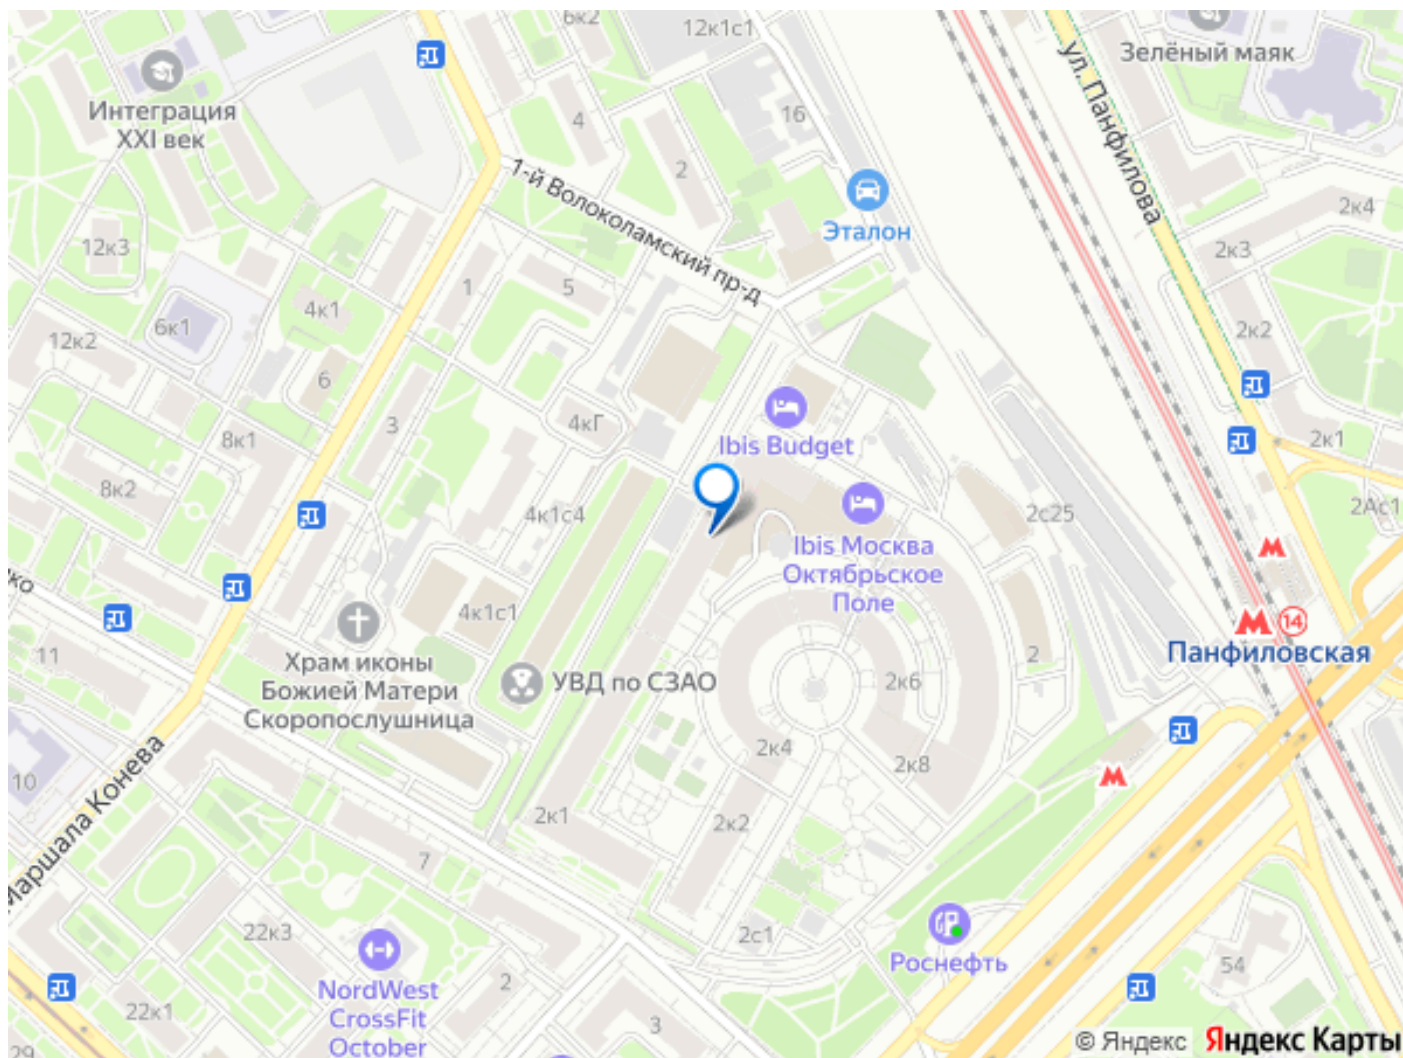 6к2
12к1с1
Зелёный маяк
ул. Панфилова
Интеграция
XXI век
4
16
2
1-й Волоколамский пр-д
Эталон
2к4
12к3
2к3
1
5
4к1
6к1
12к2
2к2
6
3
4кГ
Ibis Budget
8к1
2к1
8к2
4к1с4
2с25
2Ас1
Ibis Москва
Октябрьское
Поле
ко
4к1с1
14
Панфиловская
11
Храм иконы
Божией Матери
Скоропослушница
УВД по СЗАО
2
2к6
2к4
2к8
10
Маршала Конева
2к1
2к2
7
22к3
2с1
Роснефть
54
2
NordWest
CrossFit
October
22к1
3
29
© Яндекс
Яндекс Карты